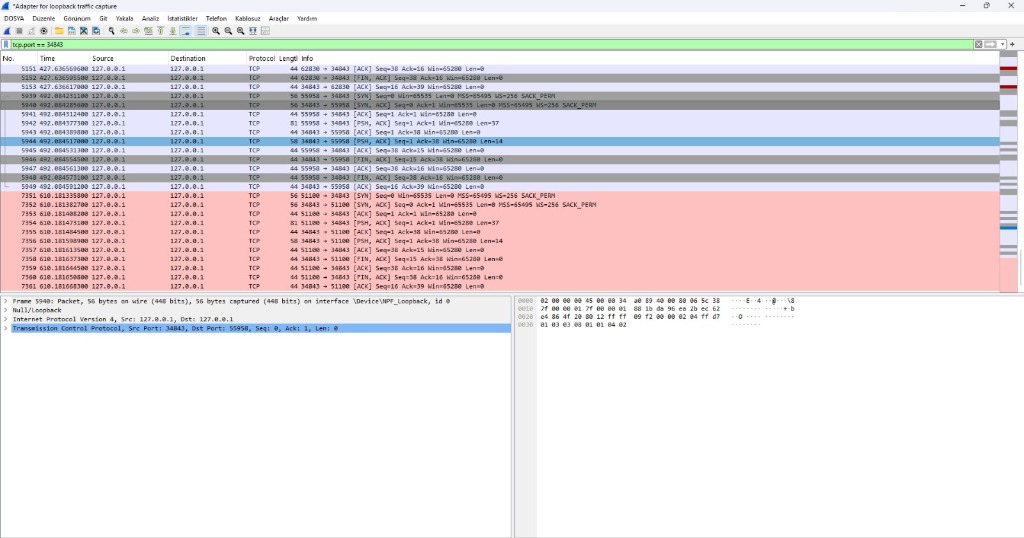 *Adapter for loopback traffic capture
DOSYA Düzenle Görünüm Git Yakala Analiz İstatistikler Telefon Kablosuz Araçlar Yardım
tcp.port == 34843
No. Time Source Destination Protocol Length Info
5151 427.636569600 127.0.0.1 127.0.0.1 TCP 44 62830 → 34843 [ACK] Seq=38 Ack=16 Win=65280 Len=0
5152 427.636595500 127.0.0.1 127.0.0.1 TCP 44 62830 → 34843 [FIN, ACK] Seq=38 Ack=16 Win=65280 Len=0
5153 427.636617000 127.0.0.1 127.0.0.1 TCP 44 34843 → 62830 [ACK] Seq=16 Ack=39 Win=65280 Len=0
5939 492.084231100 127.0.0.1 127.0.0.1 TCP 56 55958 → 34843 [SYN] Seq=0 Win=65535 Len=0 MSS=65495 WS=256 SACK_PERM
5940 492.084285600 127.0.0.1 127.0.0.1 TCP 56 34843 → 55958 [SYN, ACK] Seq=0 Ack=1 Win=65535 Len=0 MSS=65495 WS=256 SACK_PERM
5941 492.084312400 127.0.0.1 127.0.0.1 TCP 44 55958 → 34843 [ACK] Seq=1 Ack=1 Win=65280 Len=0
5942 492.084377300 127.0.0.1 127.0.0.1 TCP 81 55958 → 34843 [PSH, ACK] Seq=1 Ack=1 Win=65280 Len=37
5943 492.084389800 127.0.0.1 127.0.0.1 TCP 44 34843 → 55958 [ACK] Seq=1 Ack=38 Win=65280 Len=0
5944 492.084517000 127.0.0.1 127.0.0.1 TCP 58 34843 → 55958 [PSH, ACK] Seq=1 Ack=38 Win=65280 Len=14
5945 492.084531300 127.0.0.1 127.0.0.1 TCP 44 55958 → 34843 [ACK] Seq=38 Ack=15 Win=65280 Len=0
5946 492.084554500 127.0.0.1 127.0.0.1 TCP 44 34843 → 55958 [FIN, ACK] Seq=15 Ack=38 Win=65280 Len=0
5947 492.084561300 127.0.0.1 127.0.0.1 TCP 44 55958 → 34843 [ACK] Seq=38 Ack=16 Win=65280 Len=0
5948 492.084573100 127.0.0.1 127.0.0.1 TCP 44 55958 → 34843 [FIN, ACK] Seq=38 Ack=16 Win=65280 Len=0
5949 492.084591200 127.0.0.1 127.0.0.1 TCP 44 34843 → 55958 [ACK] Seq=16 Ack=39 Win=65280 Len=0
7351 610.181335800 127.0.0.1 127.0.0.1 TCP 56 51100 → 34843 [SYN] Seq=0 Win=65535 Len=0 MSS=65495 WS=256 SACK_PERM
7352 610.181382700 127.0.0.1 127.0.0.1 TCP 56 34843 → 51100 [SYN, ACK] Seq=0 Ack=1 Win=65535 Len=0 MSS=65495 WS=256 SACK_PERM
7353 610.181408200 127.0.0.1 127.0.0.1 TCP 44 51100 → 34843 [ACK] Seq=1 Ack=1 Win=65280 Len=0
7354 610.181473100 127.0.0.1 127.0.0.1 TCP 81 51100 → 34843 [PSH, ACK] Seq=1 Ack=1 Win=65280 Len=37
7355 610.181484500 127.0.0.1 127.0.0.1 TCP 44 34843 → 51100 [ACK] Seq=1 Ack=38 Win=65280 Len=0
7356 610.181598900 127.0.0.1 127.0.0.1 TCP 58 34843 → 51100 [PSH, ACK] Seq=1 Ack=38 Win=65280 Len=14
7357 610.181613500 127.0.0.1 127.0.0.1 TCP 44 51100 → 34843 [ACK] Seq=38 Ack=15 Win=65280 Len=0
7358 610.181637300 127.0.0.1 127.0.0.1 TCP 44 34843 → 51100 [FIN, ACK] Seq=15 Ack=38 Win=65280 Len=0
7359 610.181644500 127.0.0.1 127.0.0.1 TCP 44 51100 → 34843 [ACK] Seq=38 Ack=16 Win=65280 Len=0
7360 610.181650800 127.0.0.1 127.0.0.1 TCP 44 51100 → 34843 [FIN, ACK] Seq=38 Ack=16 Win=65280 Len=0
7361 610.181668300 127.0.0.1 127.0.0.1 TCP 44 34843 → 51100 [ACK] Seq=16 Ack=39 Win=65280 Len=0
Frame 5940: Packet, 56 bytes on wire (448 bits), 56 bytes captured (448 bits) on interface \Device\NPF_Loopback, id 0
Null/Loopback
Internet Protocol Version 4, Src: 127.0.0.1, Dst: 127.0.0.1
Transmission Control Protocol, Src Port: 34843, Dst Port: 55958, Seq: 0, Ack: 1, Len: 0
0000 02 00 00 00 45 00 00 34 a0 89 40 00 80 06 5c 38 ····E··4 ··@···\8
0010 7f 00 00 01 7f 00 00 01 88 1b da 96 ea 2b ec 62 ········ ·····+·b
0020 e4 86 4f 20 80 12 ff ff 09 f2 00 00 02 04 ff d7 ··O ···· ········
0030 01 03 03 08 01 01 04 02 ········